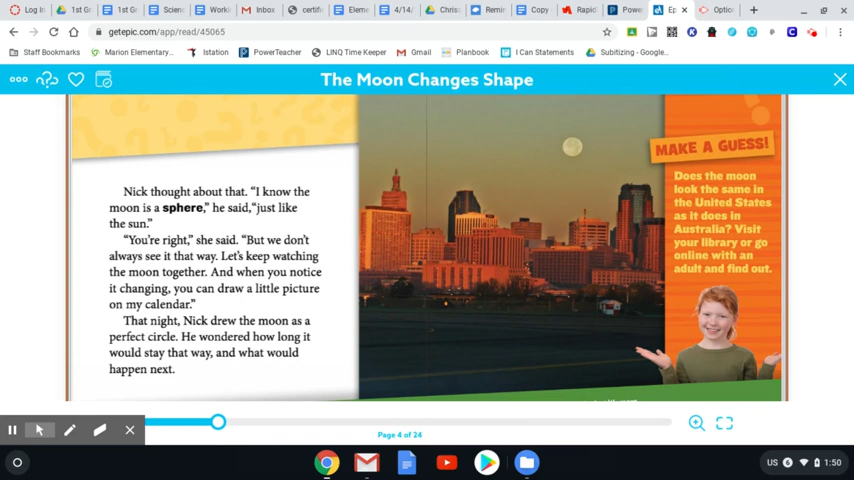 Log In
1st G
1st G
Scienc
Worke
Inbox
certif
Eleme
4/14/
Chris
Remin
Copy
Rapid
Power
Ep
Option
getepic.com/app/read/45065
Staff Bookmarks
Marion Elementary...
Istation
PowerTeacher
LINQ Time Keeper
Gmail
Planbook
I Can Statements
Subitizing - Google...
The Moon Changes Shape
Nick thought about that. “I know the
moon is a sphere,” he said,“just like
the sun.”
“You’re right,” she said. “But we don’t
always see it that way. Let’s keep watching
the moon together. And when you notice
it changing, you can draw a little picture
on my calendar.”
That night, Nick drew the moon as a
perfect circle. He wondered how long it
would stay that way, and what would
happen next.
MAKE A GUESS!
Does the moon
look the same in
the United States
as it does in
Australia? Visit
your library or go
online with an
adult and find out.
Page 4 of 24
US
6
1:50